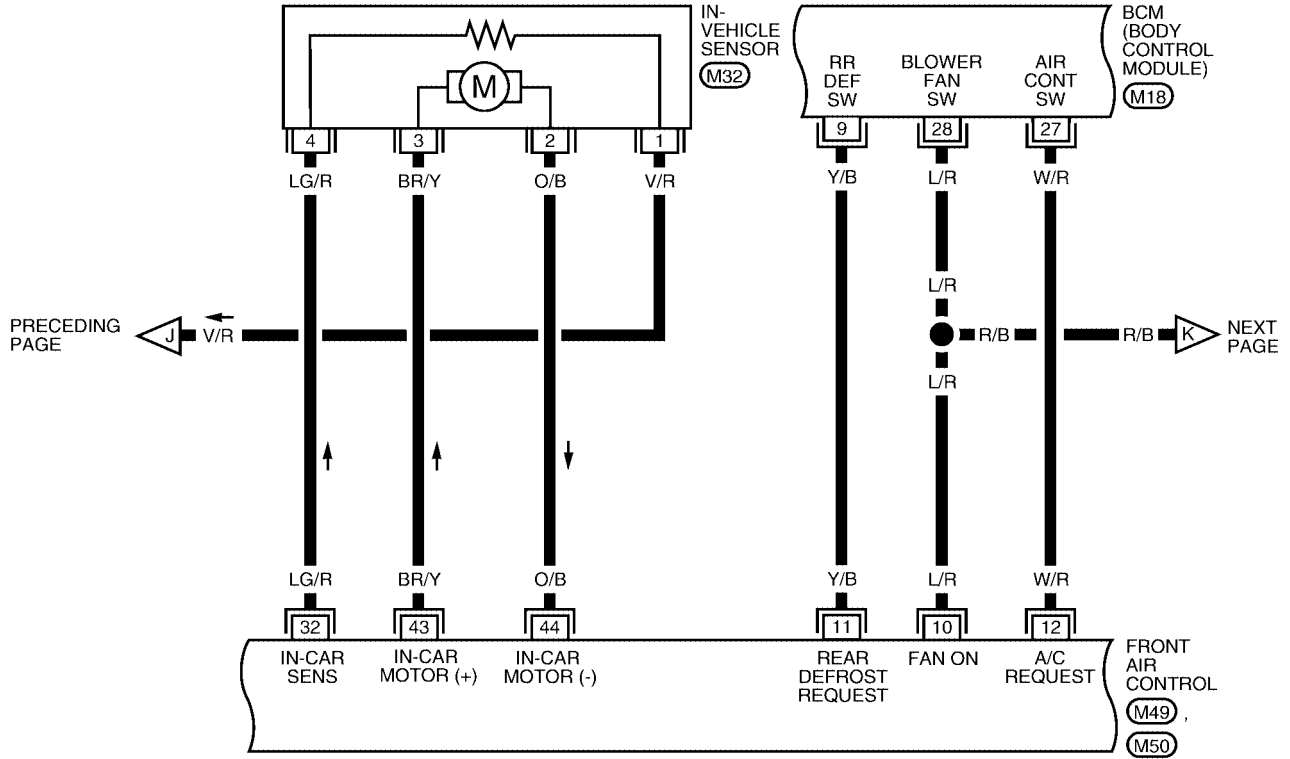 IN-
VEHICLE
SENSOR
M32
M
4
3
2
1
LG/R
BR/Y
O/B
V/R
BCM
(BODY
CONTROL
MODULE)
M18
RR
DEF
SW
BLOWER
FAN
SW
AIR
CONT
SW
9
28
27
Y/B
L/R
W/R
L/R
PRECEDING
PAGE
J
V/R
R/B
R/B
K
NEXT
PAGE
L/R
LG/R
BR/Y
O/B
Y/B
L/R
W/R
32
43
44
11
10
12
IN-CAR
SENS
IN-CAR
MOTOR (+)
IN-CAR
MOTOR (-)
REAR
DEFROST
REQUEST
FAN ON
A/C
REQUEST
FRONT
AIR
CONTROL
M49 ,
M50